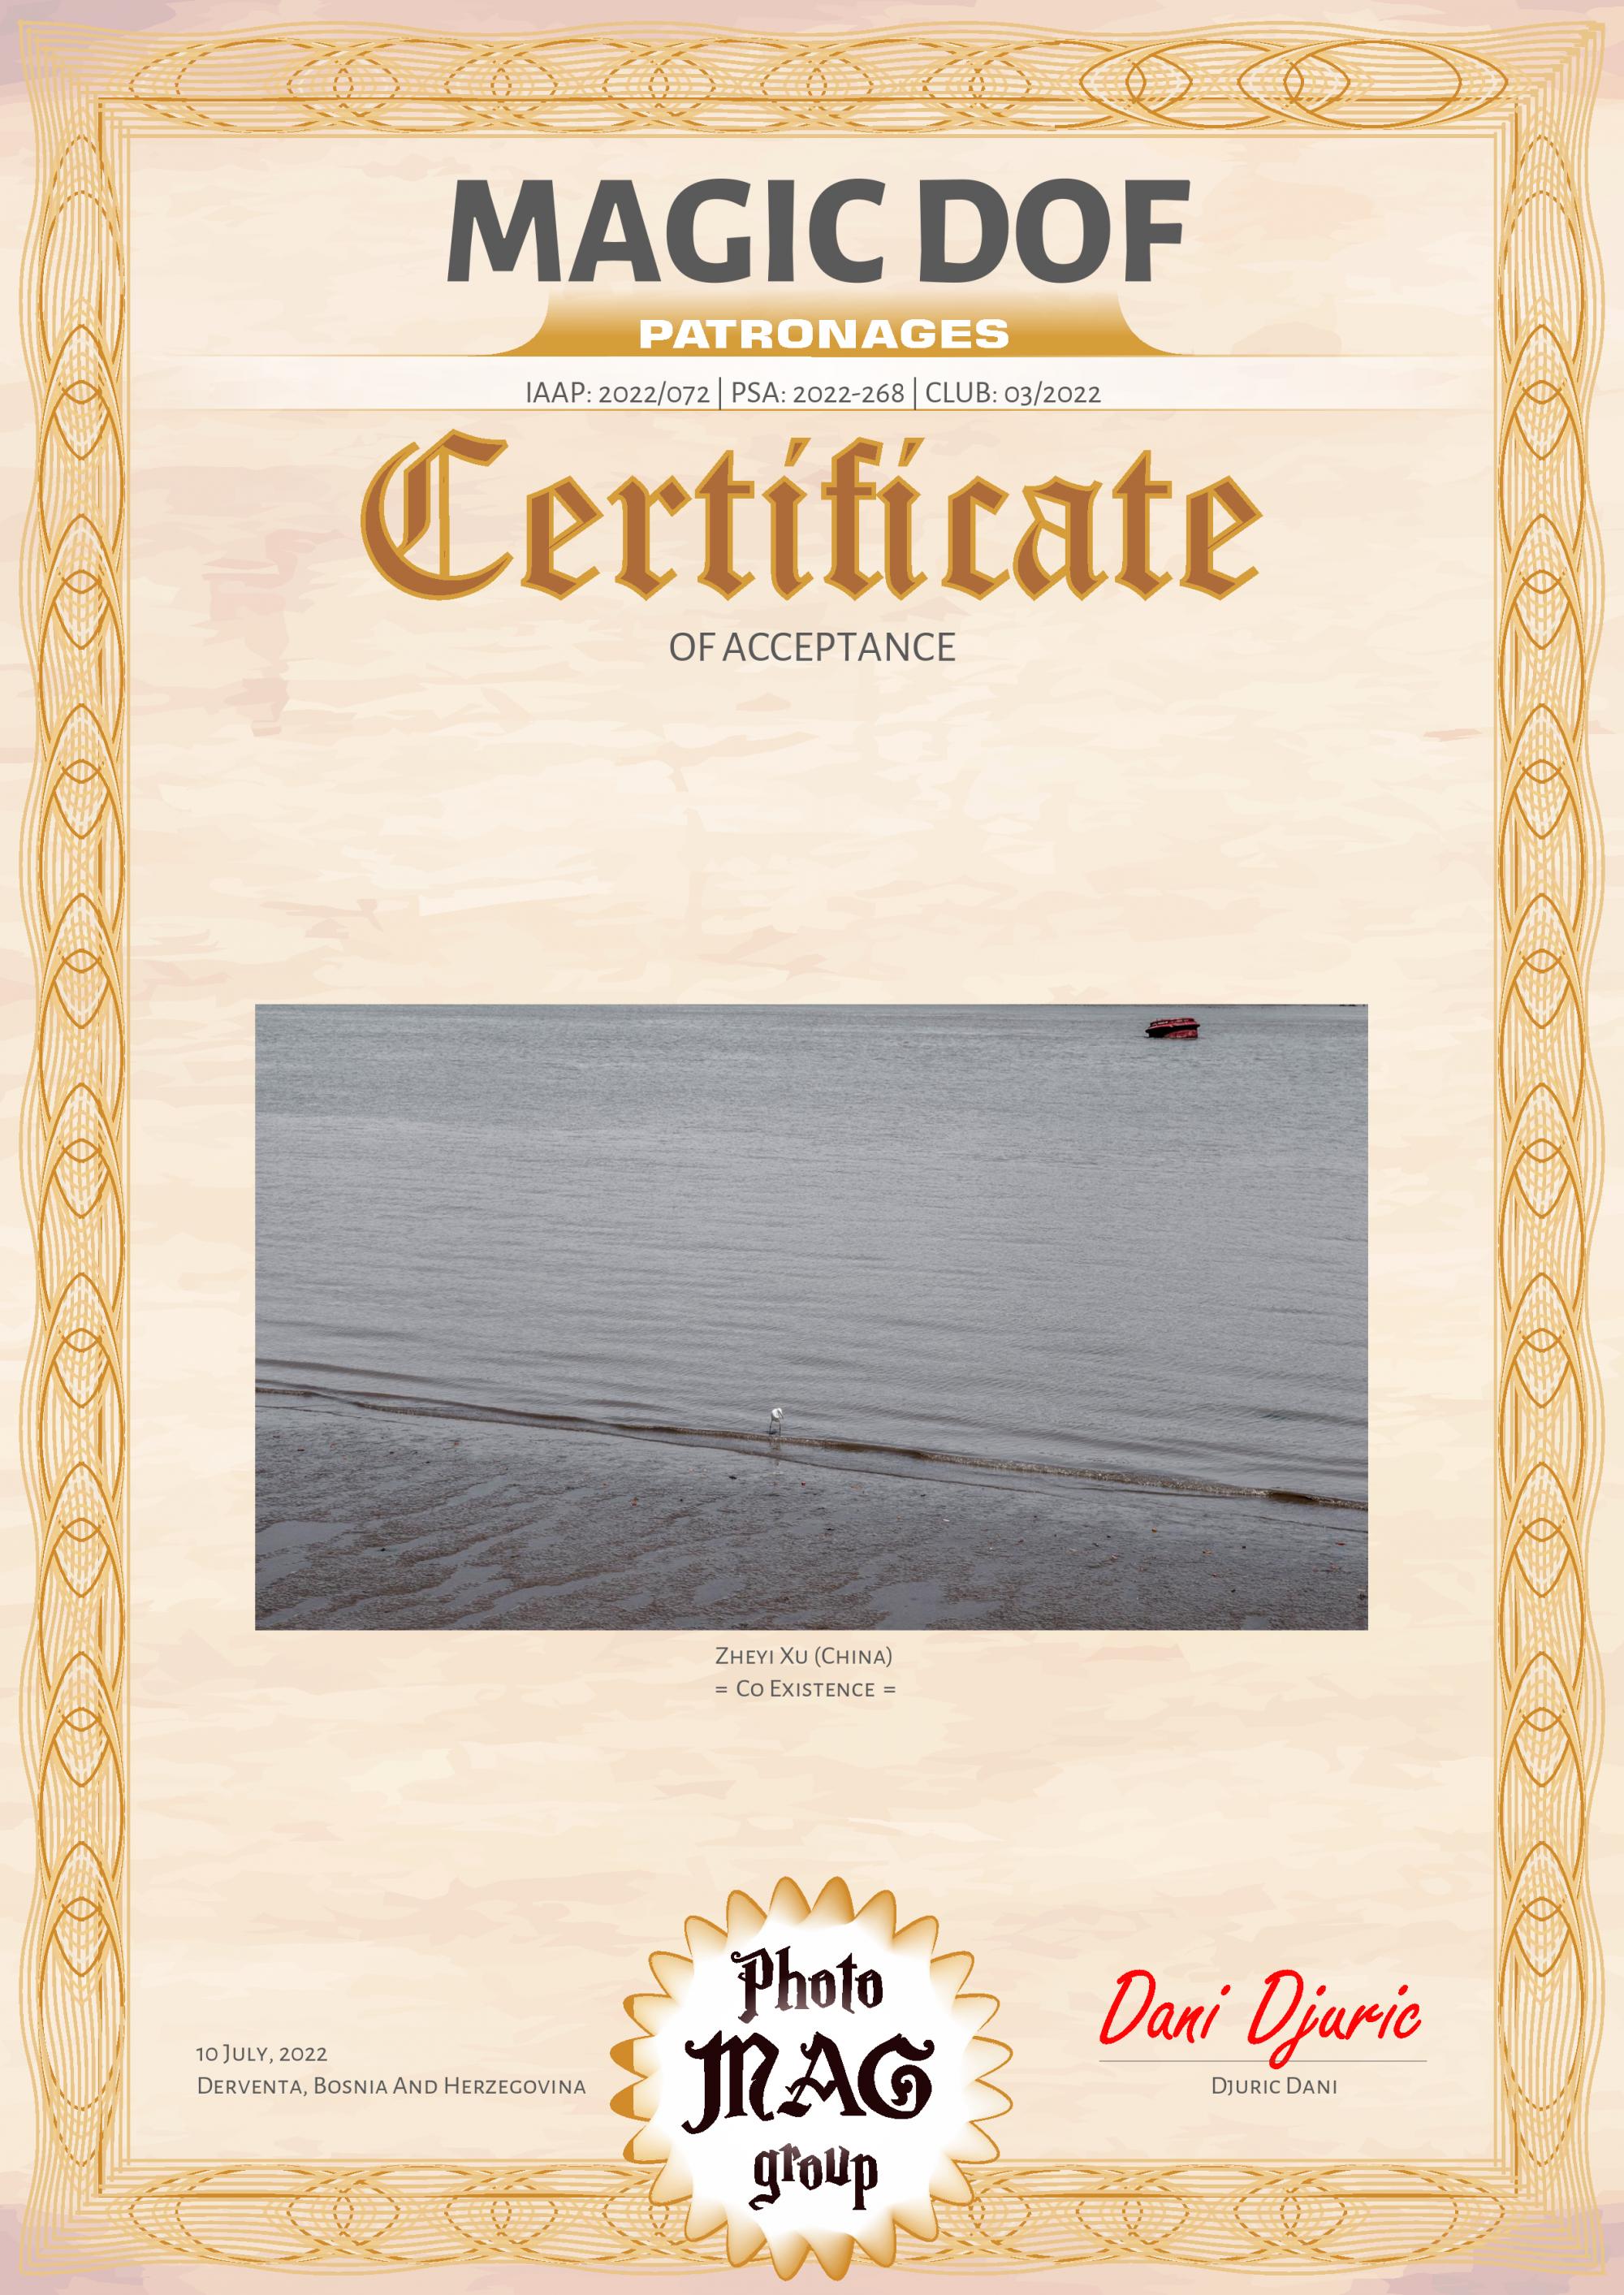 MAGIC DOF
PATRONAGES
IAAP: 2022/072 | PSA: 2022-268 | CLUB: 03/2022
Certificate
OF ACCEPTANCE
Zheyi Xu (China)
= Co Existence =
Photo
MAG
group
10 July, 2022
Derventa, Bosnia And Herzegovina
Dani Djuric
Djuric Dani